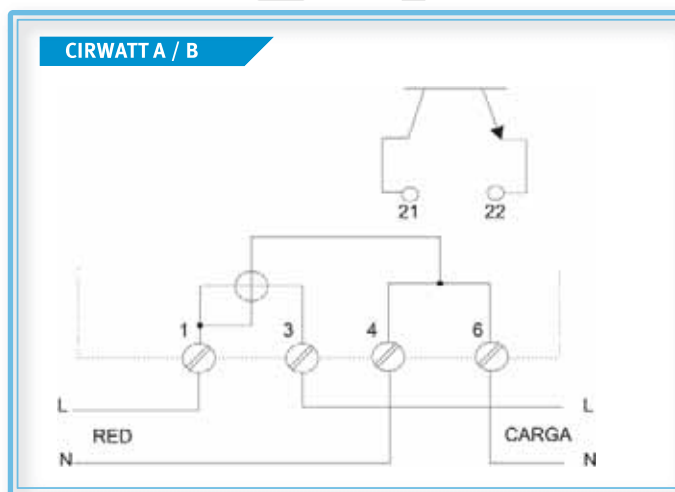 CIRWATT A / B
21 22
1 3 4 6
L L
RED CARGA
N N